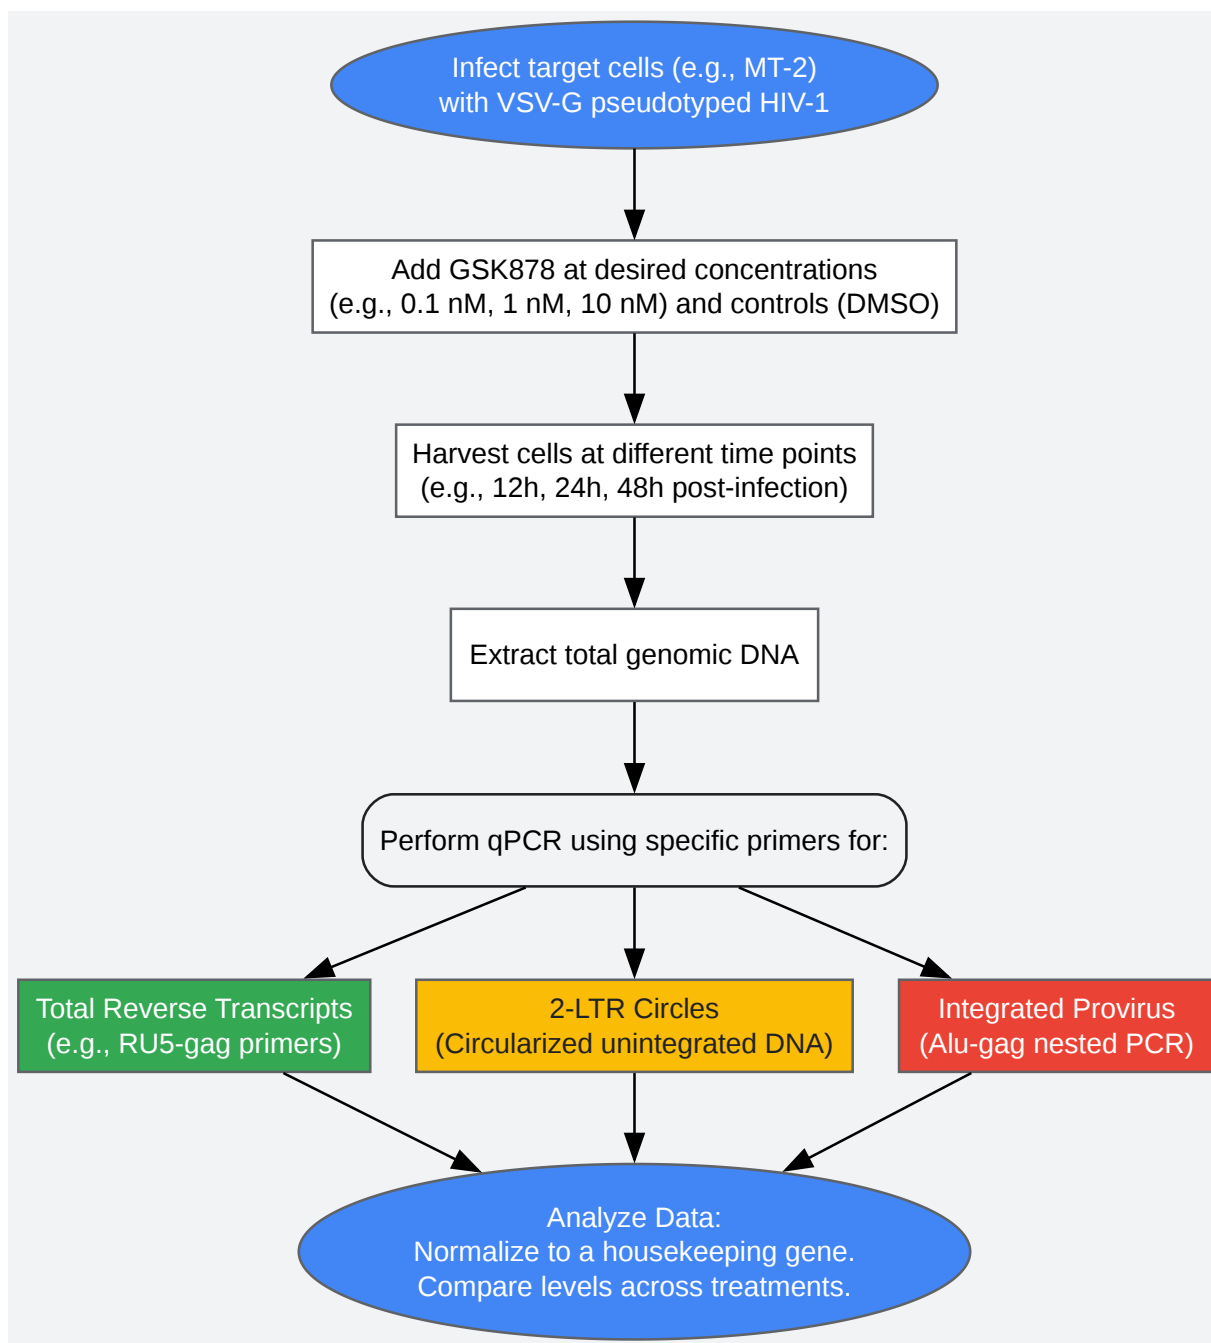 Infect target cells (e.g., MT-2)
with VSV-G pseudotyped HIV-1
Add GSK878 at desired concentrations
(e.g., 0.1 nM, 1 nM, 10 nM) and controls (DMSO)
Harvest cells at different time points
(e.g., 12h, 24h, 48h post-infection)
Extract total genomic DNA
Perform qPCR using specific primers for:
Total Reverse Transcripts
(e.g., RU5-gag primers)
2-LTR Circles
(Circularized unintegrated DNA)
Integrated Provirus
(Alu-gag nested PCR)
Analyze Data:
Normalize to a housekeeping gene.
Compare levels across treatments.